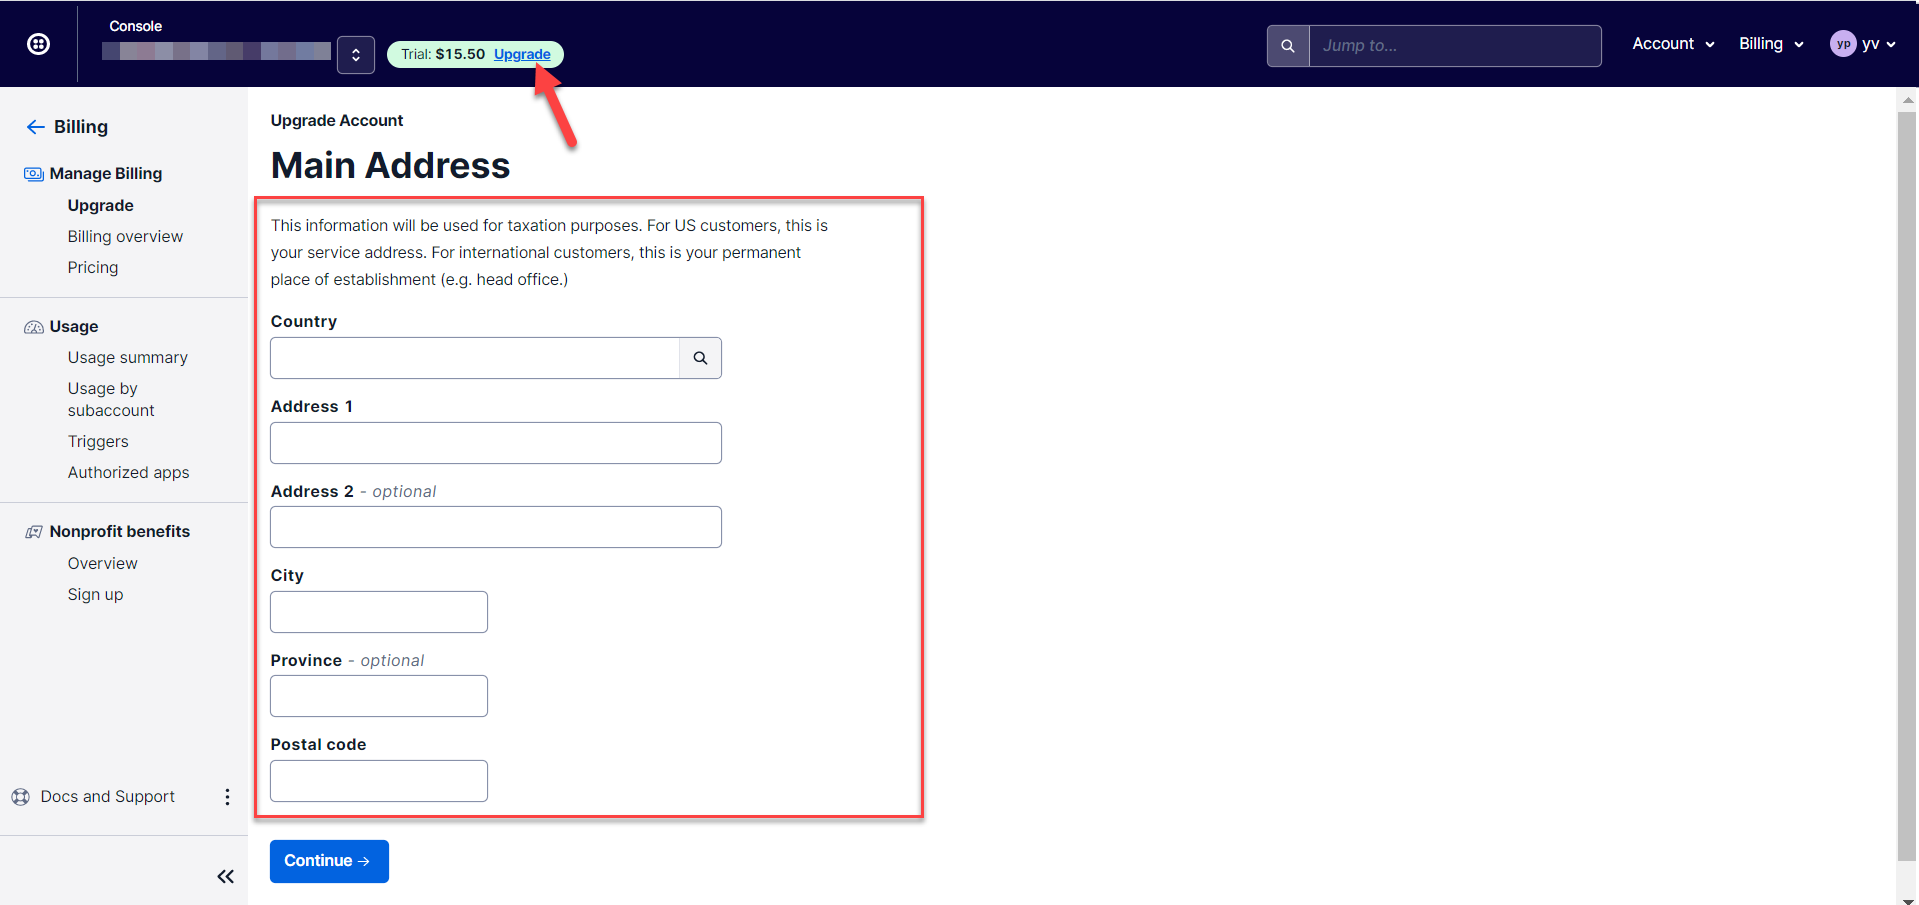 Console
Trial: $15.50 Upgrade
Jump to...
Account
Billing
yp yv
Billing
Manage Billing
Upgrade
Billing overview
Pricing
Usage
Usage summary
Usage by
subaccount
Triggers
Authorized apps
Nonprofit benefits
Overview
Sign up
Docs and Support
Upgrade Account
Main Address
This information will be used for taxation purposes. For US customers, this is
your service address. For international customers, this is your permanent
place of establishment (e.g. head office.)
Country
Address 1
Address 2 - optional
City
Province - optional
Postal code
Continue →